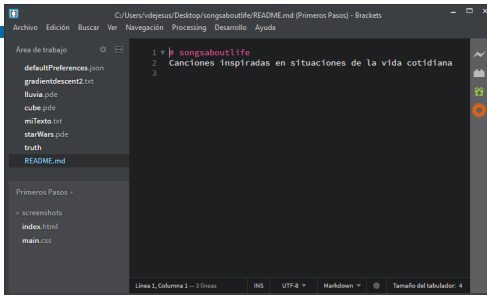 C:/Users/vdejesus/Desktop/songsaboutlife/README.md (Primeros Pasos) - Brackets
Archivo Edición Buscar Ver Navegación Processing Desarrollo Ayuda
Área de trabajo
defaultPreferences.json
gradientdescent2.txt
lluvia.pde
cube.pde
miTexto.txt
starWars.pde
truth
README.md
Primeros Pasos
screenshots
index.html
main.css
1 # songsaboutlife
2 Canciones inspiradas en situaciones de la vida cotidiana
3
Línea 1, Columna 1 — 3 líneas INS UTF-8 Markdown Tamaño del tabulador: 4